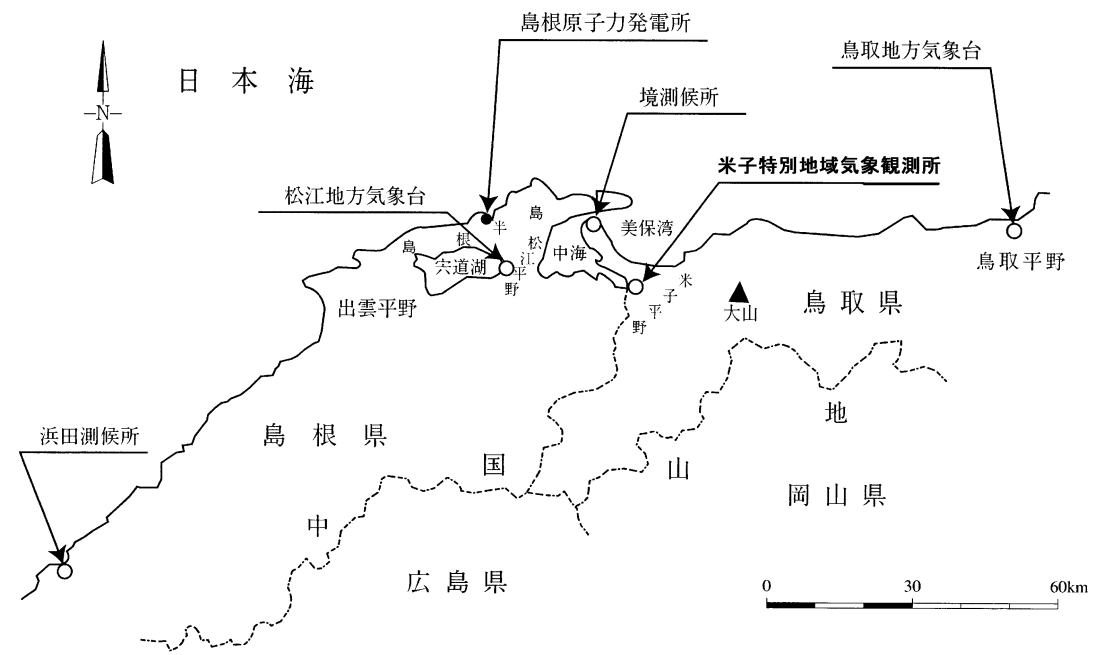 島根原子力発電所
鳥取地方気象台
日本海
境測候所
N
米子特別地域気象観測所
松江地方気象台
島根半島
美保湾
松江平野
中海
宍道湖
鳥取平野
米子平野
大山
出雲平野
鳥取県
浜田測候所
島根県
中国山地
岡山県
広島県
0 30 60km